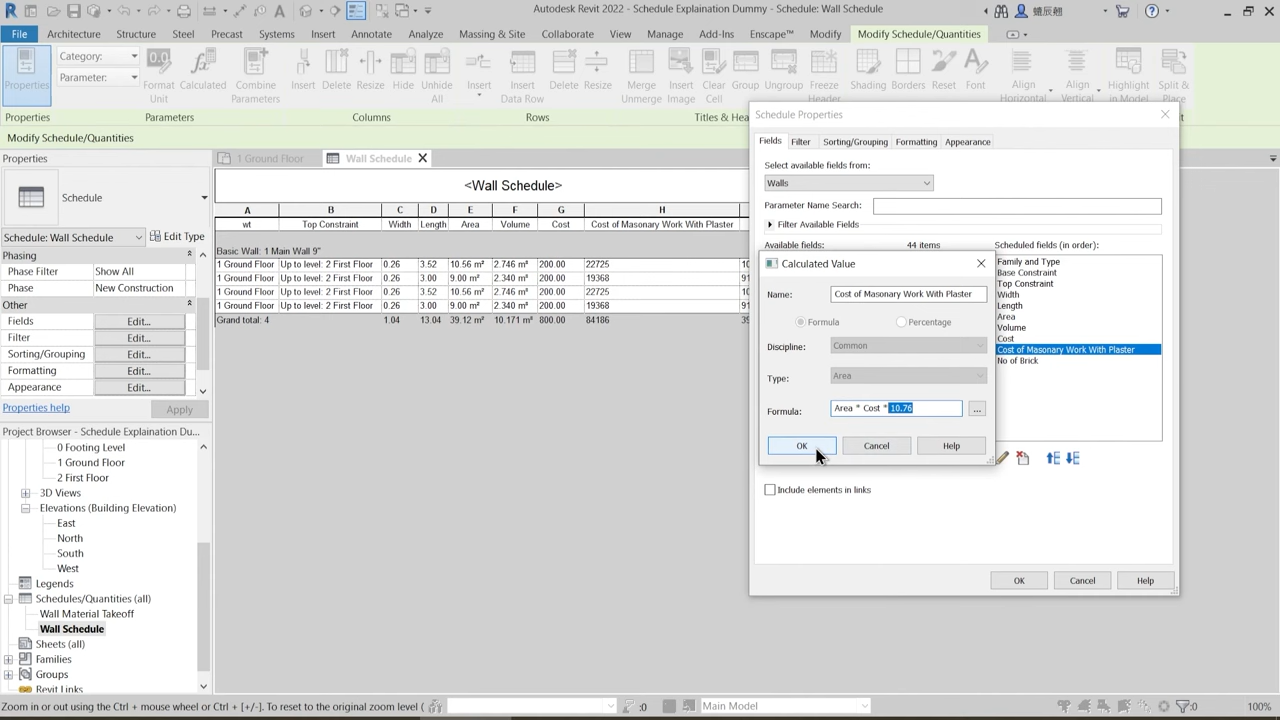 Autodesk Revit 2022 - Schedule Explaination Dummy - Schedule: Wall Schedule
File Architecture Structure Steel Precast Systems Insert Annotate Analyze Massing & Site Collaborate View Manage Add-Ins Enscape™ Modify Modify Schedule/Quantities
Properties
Category:
Parameter:
Format Unit
Calculated
Combine Parameters
Insert
Delete
Resize
Hide
Unhide All
Insert
Insert Data Row
Delete
Resize
Merge Unmerge
Insert Image
Clear Cell
Group
Ungroup
Freeze Header
Shading
Borders
Reset
Font
Align Horizontal
Align Vertical
Highlight in Model
Split & Place
Properties Parameters Columns Rows Titles & Hea
Modify Schedule/Quantities
Properties
Schedule
Schedule: Wall Schedule
Edit Type
Phasing
Phase Filter Show All
Phase New Construction
Other
Fields Edit...
Filter Edit...
Sorting/Grouping Edit...
Formatting Edit...
Appearance Edit...
Properties help
Apply
Project Browser - Schedule Explaination Du...
0 Footing Level
1 Ground Floor
2 First Floor
3D Views
Elevations (Building Elevation)
East
North
South
West
Legends
Schedules/Quantities (all)
Wall Material Takeoff
Wall Schedule
Sheets (all)
Families
Groups
Revit Links
1 Ground Floor
Wall Schedule
<Wall Schedule>
A B C D E F G H
wt Top Constraint Width Length Area Volume Cost Cost of Masonary Work With Plaster
Basic Wall: 1 Main Wall 9"
1 Ground Floor Up to level: 2 First Floor 0.26 3.52 10.56 m² 2.746 m³ 200.00 22725 10
1 Ground Floor Up to level: 2 First Floor 0.26 3.00 9.00 m² 2.340 m³ 200.00 19368 91
1 Ground Floor Up to level: 2 First Floor 0.26 3.52 10.56 m² 2.746 m³ 200.00 22725 10
1 Ground Floor Up to level: 2 First Floor 0.26 3.00 9.00 m² 2.340 m³ 200.00 19368 91
Grand total: 4 1.04 13.04 39.12 m² 10.171 m³ 800.00 84186 39
Schedule Properties
Fields Filter Sorting/Grouping Formatting Appearance
Select available fields from:
Walls
Parameter Name Search:
Filter Available Fields
Available fields: 44 items
Scheduled fields (in order):
Family and Type
Base Constraint
Top Constraint
Width
Length
Area
Volume
Cost
Cost of Masonary Work With Plaster
No of Brick
Calculated Value
Name: Cost of Masonary Work With Plaster
Formula Percentage
Discipline: Common
Type: Area
Formula: Area * Cost * 10.76 ...
OK Cancel Help
Include elements in links
OK Cancel Help
Zoom in or out using the Ctrl + mouse wheel or Ctrl + [+/-]. To reset to the original zoom level (
:0
Main Model
:0
100%